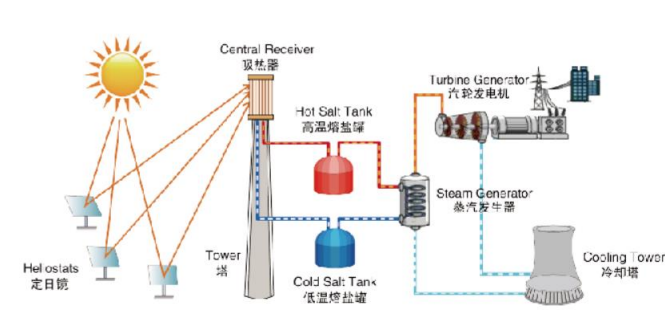 Central Receiver
吸热器
Turbine Generator
汽轮发电机
Hot Salt Tank
高温熔盐罐
Steam Generator
蒸汽发生器
Heliostats
定日镜
Tower
塔
Cold Salt Tank
低温熔盐罐
Cooling Tower
冷却塔